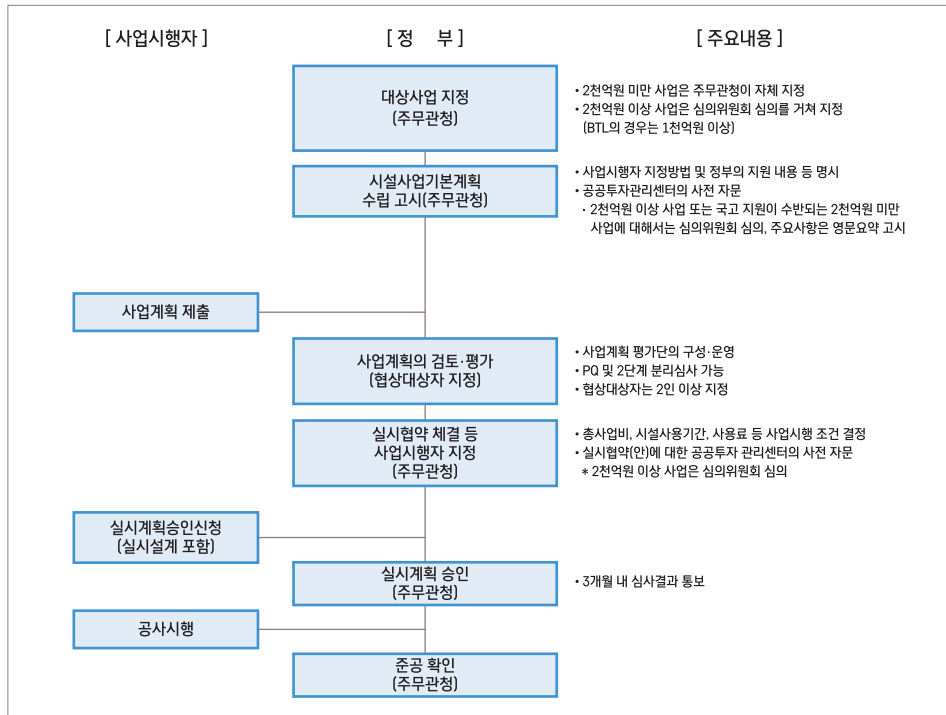 [ 사업시행자 ]
[ 정 부 ]
[ 주요내용 ]
대상사업 지정
(주무관청)
• 2천억원 미만 사업은 주무관청이 자체 지정
• 2천억원 이상 사업은 심의위원회 심의를 거쳐 지정
(BTL의 경우는 1천억원 이상)
시설사업기본계획
수립 고시(주무관청)
• 사업시행자 지정방법 및 정부의 지원 내용 등 명시
• 공공투자관리센터의 사전 자문
· 2천억원 이상 사업 또는 국고 지원이 수반되는 2천억원 미만
사업에 대해서는 심의위원회 심의, 주요사항은 영문요약 고시
사업계획 제출
사업계획의 검토·평가
(협상대상자 지정)
• 사업계획 평가단의 구성·운영
• PQ 및 2단계 분리심사 가능
• 협상대상자는 2인 이상 지정
실시협약 체결 등
사업시행자 지정
(주무관청)
• 총사업비, 시설사용기간, 사용료 등 사업시행 조건 결정
• 실시협약(안)에 대한 공공투자 관리센터의 사전 자문
* 2천억원 이상 사업은 심의위원회 심의
실시계획승인신청
(실시설계 포함)
실시계획 승인
(주무관청)
• 3개월 내 심사결과 통보
공사시행
준공 확인
(주무관청)